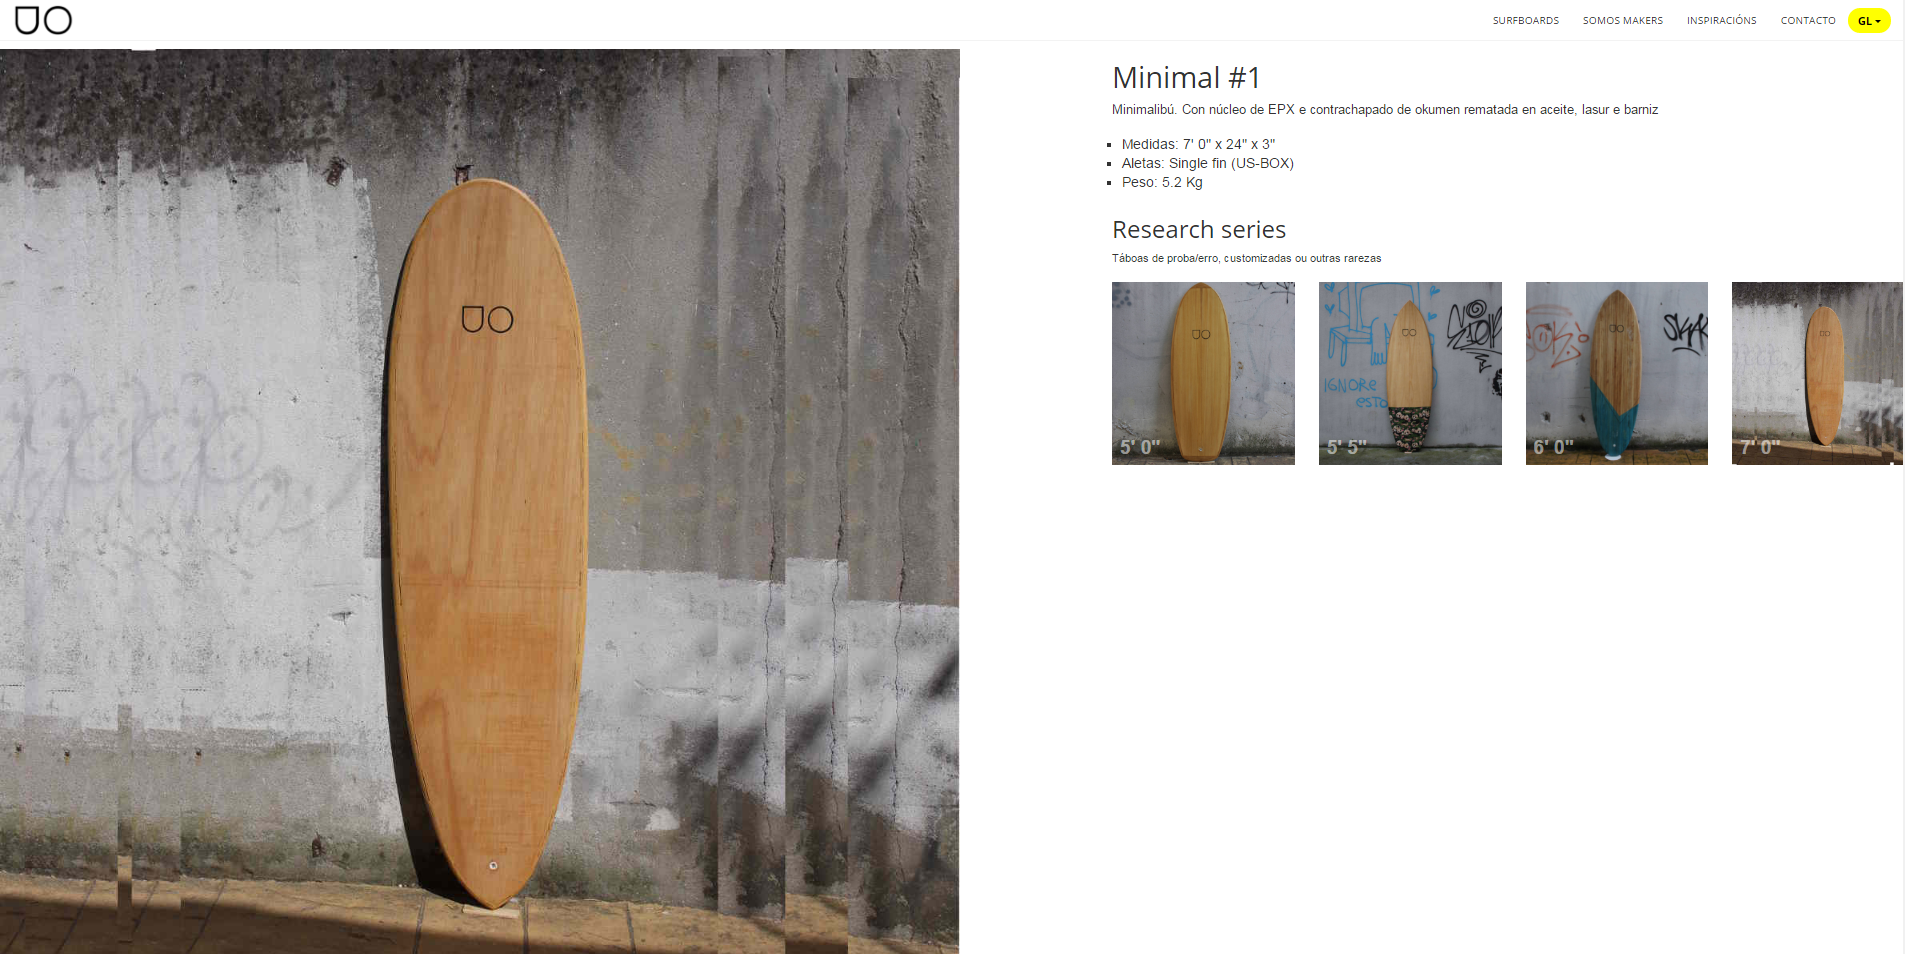 SURFBOARDS SOMOS MAKERS INSPIRACIÓNS CONTACTO GL
Minimal #1
Minimalibú. Con núcleo de EPX e contrachapado de okumen rematada en aceite, lasur e barniz
Medidas: 7' 0" x 24" x 3"
Aletas: Single fin (US-BOX)
Peso: 5.2 Kg
Research series
Táboas de proba/erro, customizadas ou outras rarezas
IGNORE
ESTO
5' 0" 5' 5" 6' 0" 7' 0"